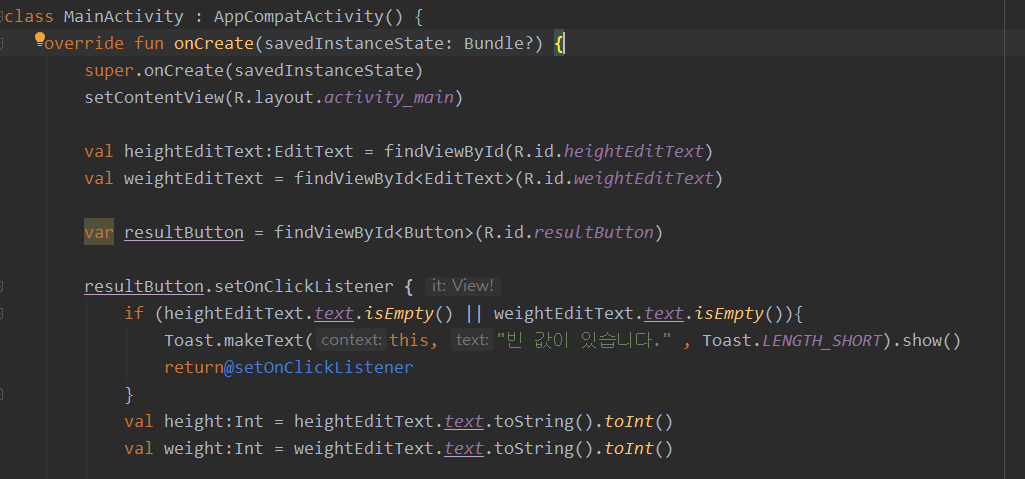 class MainActivity : AppCompatActivity() {
override fun onCreate(savedInstanceState: Bundle?) {
super.onCreate(savedInstanceState)
setContentView(R.layout.activity_main)
val heightEditText:EditText = findViewById(R.id.heightEditText)
val weightEditText = findViewById<EditText>(R.id.weightEditText)
var resultButton = findViewById<Button>(R.id.resultButton)
resultButton.setOnClickListener { it: View!
if (heightEditText.text.isEmpty() || weightEditText.text.isEmpty()){
Toast.makeText( context: this, text: "빈 값이 있습니다." , Toast.LENGTH_SHORT).show()
return@setOnClickListener
}
val height:Int = heightEditText.text.toString().toInt()
val weight:Int = weightEditText.text.toString().toInt()